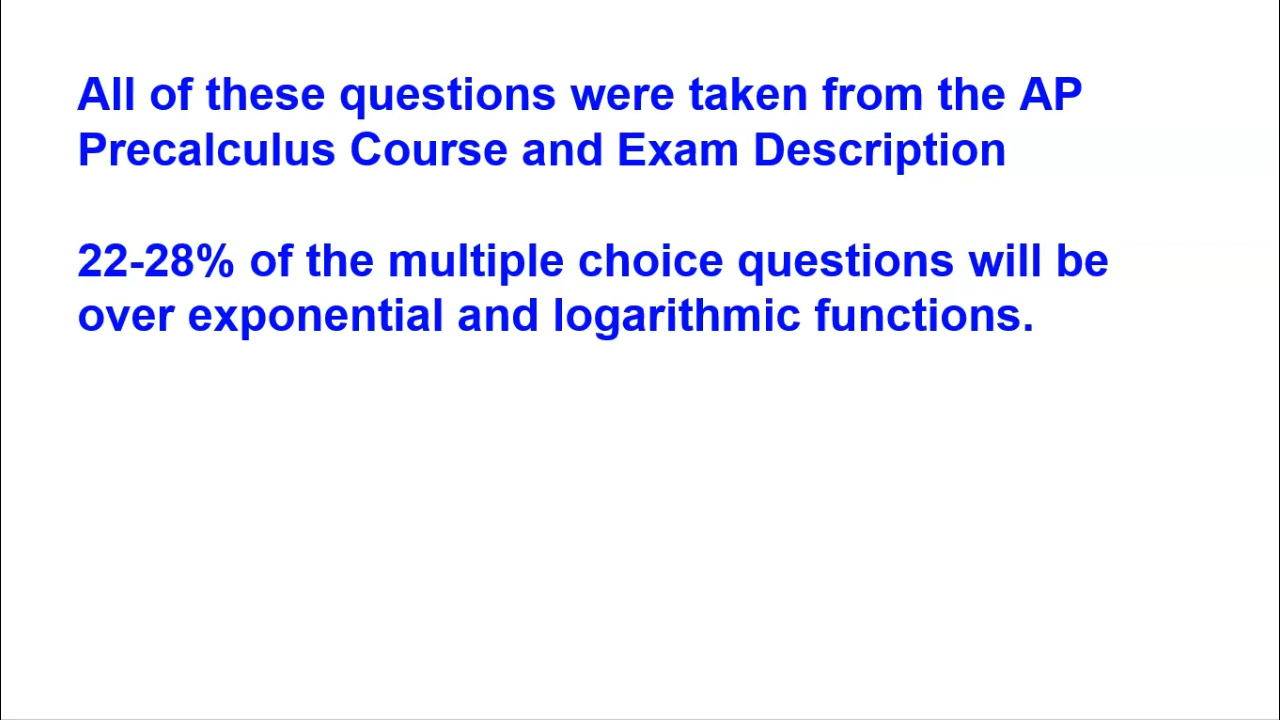 All of these questions were taken from the AP
Precalculus Course and Exam Description
22-28% of the multiple choice questions will be
over exponential and logarithmic functions.